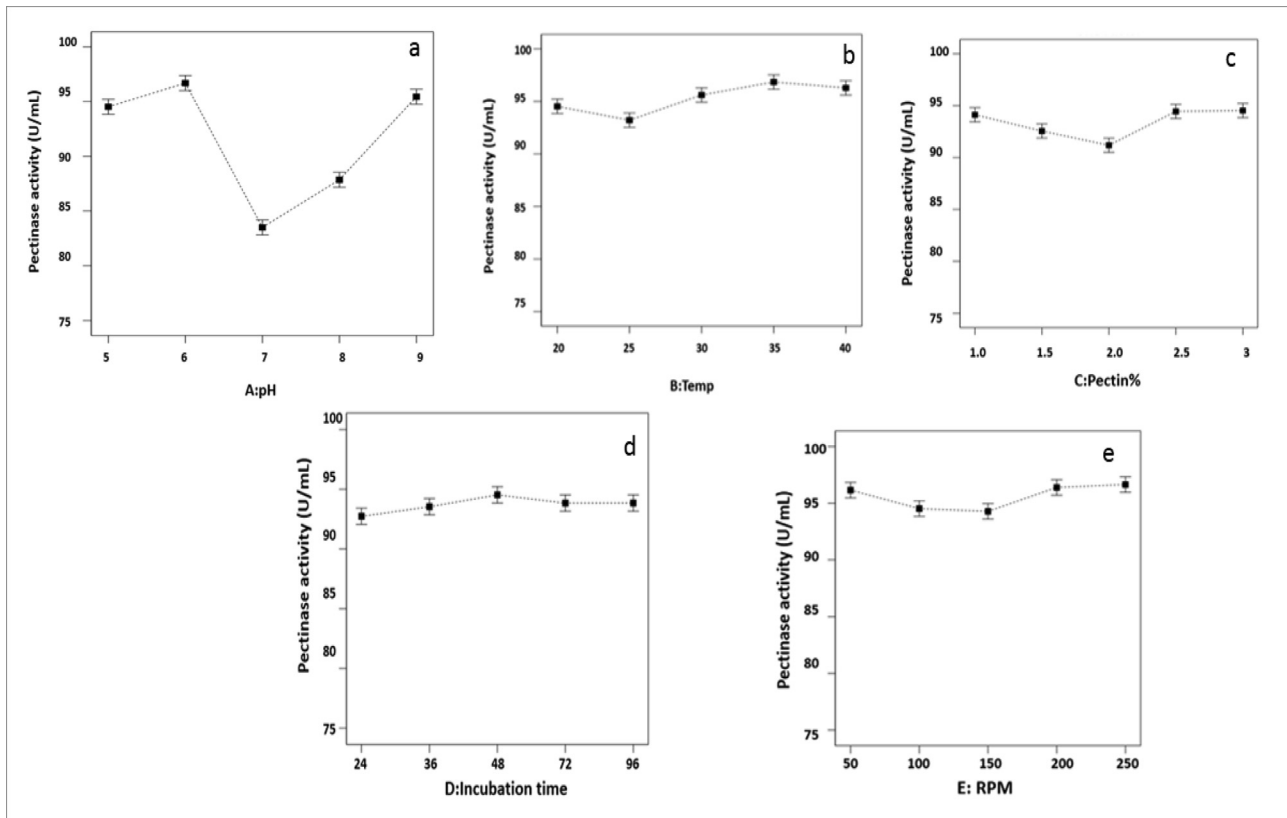 a
Pectinase activity (U/mL)
100
95
90
85
80
75
5 6 7 8 9
A:pH
b
Pectinase activity (U/mL)
100
95
90
85
80
75
20 25 30 35 40
B:Temp
c
Pectinase activity (U/mL)
100
95
90
85
80
75
1.0 1.5 2.0 2.5 3
C:Pectin%
d
Pectinase activity (U/mL)
100
95
90
85
80
75
24 36 48 72 96
D:Incubation time
e
Pectinase activity (U/mL)
100
95
96
85
80
75
50 100 150 200 250
E: RPM